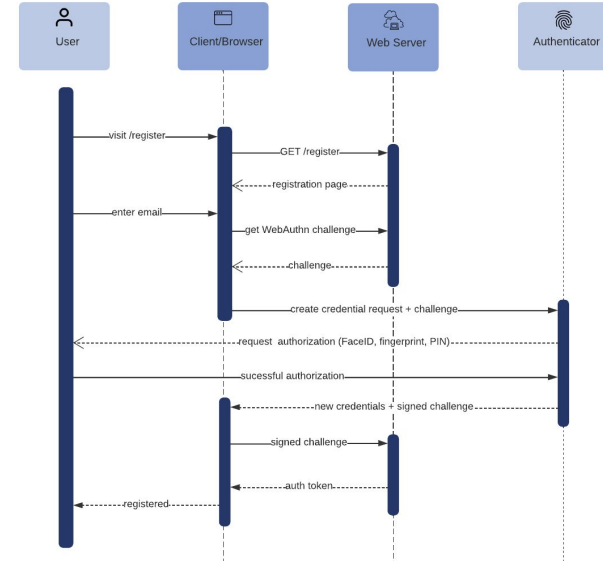 User
Client/Browser
Web Server
Authenticator
visit /register
GET /register
registration page
enter email
get WebAuthn challenge
challenge
create credential request + challenge
request authorization (FaceID, fingerprint, PIN)
sucessful authorization
new credentials + signed challenge
signed challenge
auth token
registered